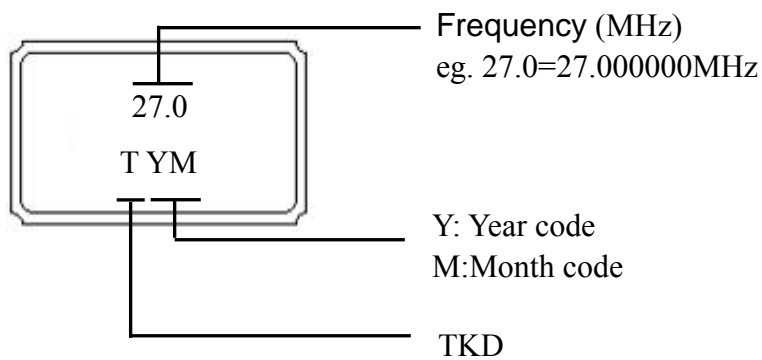 Frequency (MHz)
eg. 27.0=27.000000MHz
27.0
T YM
Y: Year code
M:Month code
TKD